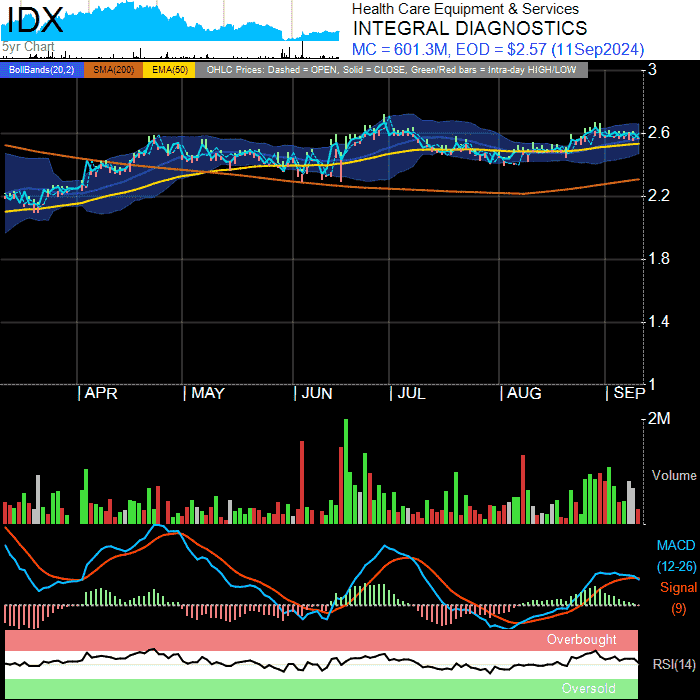 IDX
5yr Chart
Health Care Equipment & Services
INTEGRAL DIAGNOSTICS
MC = 601.3M, EOD = $2.57 (11Sep2024)
BollBands(20,2) SMA(200) EMA(50) OHLC Prices: Dashed = OPEN, Solid = CLOSE, Green/Red bars = Intra-day HIGH/LOW
3
2.6
2.2
1.8
1.4
1
APR MAY JUN JUL AUG SEP
2M
Volume
MACD
(12-26)
Signal
(9)
Overbought
RSI(14)
Oversold